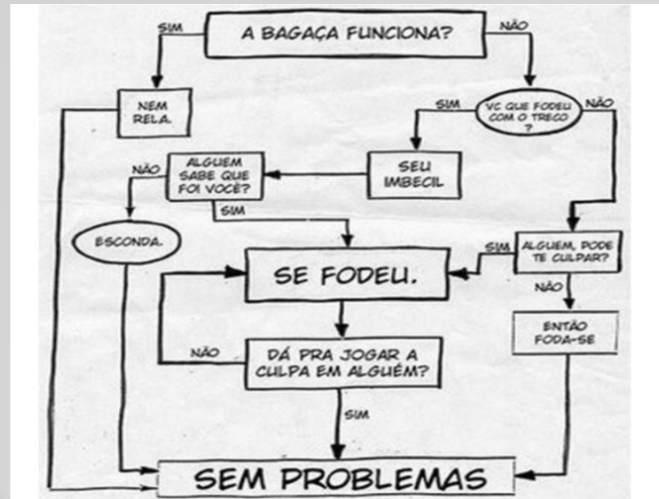 A BAGAÇA FUNCIONA?
SIM
NÃO
NEM
RELA.
SIM
VC QUE FODEU
COM O TRECO
?
NÃO
NÃO
ALGUEM
SABE QUE
FOI VOCÊ?
SEU
IMBECIL
SIM
ESCONDA.
SE FODEU.
SIM
ALGUEM, PODE
TE CULPAR?
NÃO
ENTÃO
FODA-SE
NÃO
DÁ PRA JOGAR A
CULPA EM ALGUÉM?
SIM
SEM PROBLEMAS